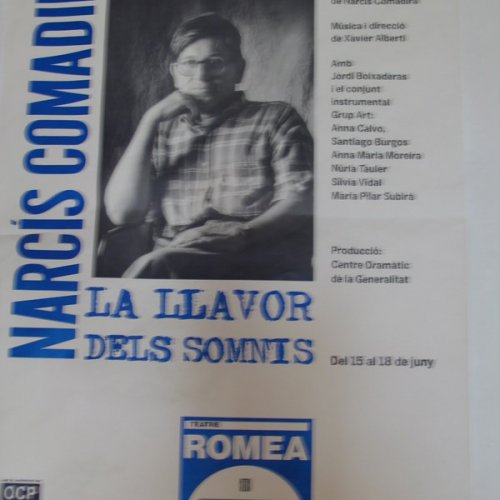 NARCÍS COMADI
de Narcís Comadira
Música i direcció
de Xavier Albertí
Amb
Jordi Boixaderas
i el conjunt
instrumental
Grup Art:
Anna Calvo,
Santiago Burgos
Anna Maria Moreira
Núria Tauler
Sílvia Vidal
Maria Pilar Subirà
Producció:
Centre Dramàtic
de la Generalitat
LA LLAVOR
DELS SOMNIS
Del 15 al 18 de juny
TEATRE
ROMEA
OCP